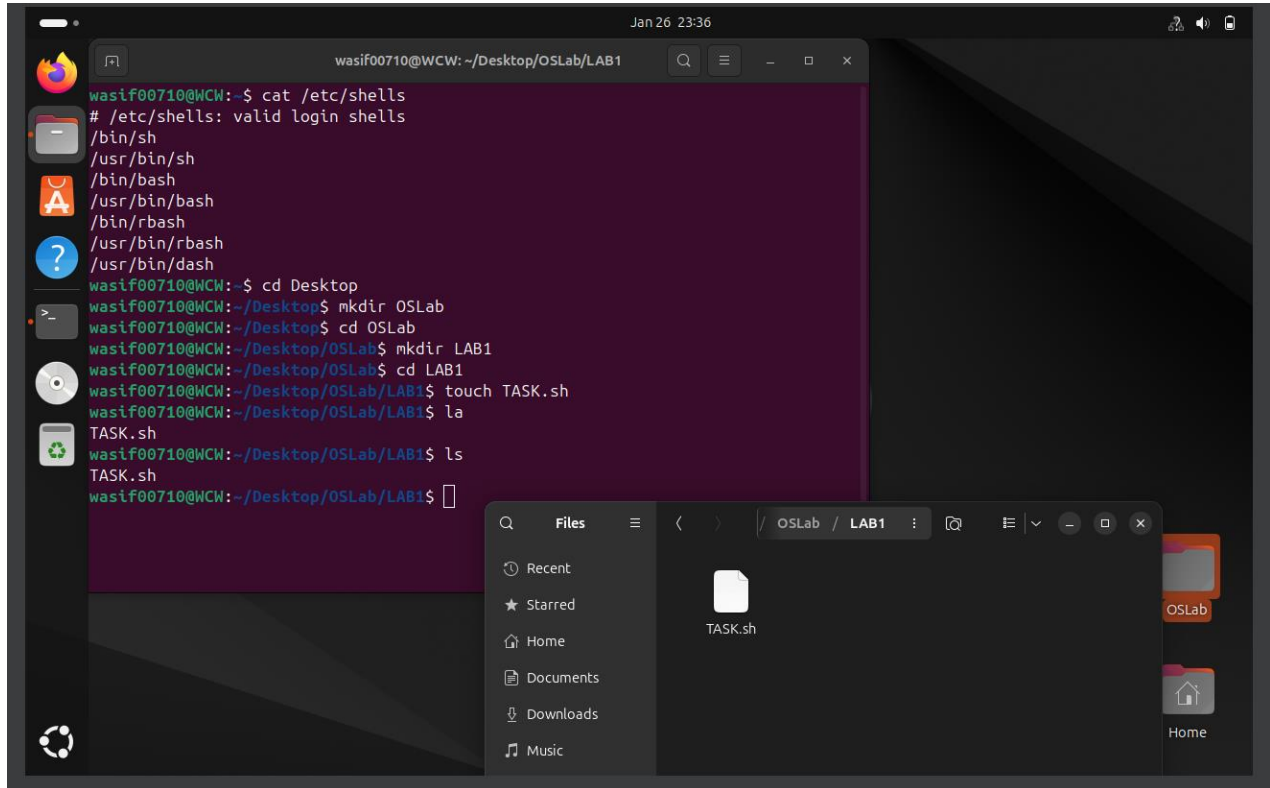 Jan 26 23:36
wasif00710@WCW: ~/Desktop/OSLab/LAB1
wasif00710@WCW:~$ cat /etc/shells
# /etc/shells: valid login shells
/bin/sh
/usr/bin/sh
/bin/bash
/usr/bin/bash
/bin/rbash
/usr/bin/rbash
/usr/bin/dash
wasif00710@WCW:~$ cd Desktop
wasif00710@WCW:~/Desktop$ mkdir OSLab
wasif00710@WCW:~/Desktop$ cd OSLab
wasif00710@WCW:~/Desktop/OSLab$ mkdir LAB1
wasif00710@WCW:~/Desktop/OSLab$ cd LAB1
wasif00710@WCW:~/Desktop/OSLab/LAB1$ touch TASK.sh
wasif00710@WCW:~/Desktop/OSLab/LAB1$ la
TASK.sh
wasif00710@WCW:~/Desktop/OSLab/LAB1$ ls
TASK.sh
wasif00710@WCW:~/Desktop/OSLab/LAB1$
Files
/ OSLab / LAB1
Recent
Starred
Home
Documents
Downloads
Music
TASK.sh
OSLab
Home